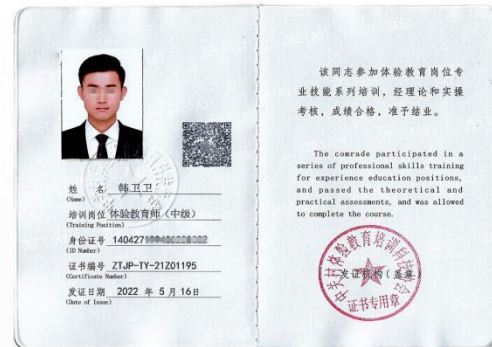 姓 名 韩卫卫
(Name)
培训岗位 体验教育师(中级)
(Training Position)
身份证号 140427
(ID Number)
证书编号 ZTJP-TY-21Z01195
(Certificate Number)
发证日期 2022 年 5 月 16日
(Date of Issue)
该同志参加体验教育岗位专
业技能系列培训，经理论和实操
考核，成绩合格，准予结业。
The comrade participated in a
series of professional skills training
for experience education positions,
and passed the theoretical and
practical assessments, and was allowed
to complete the course.
发证机构(盖章)
证书专用章